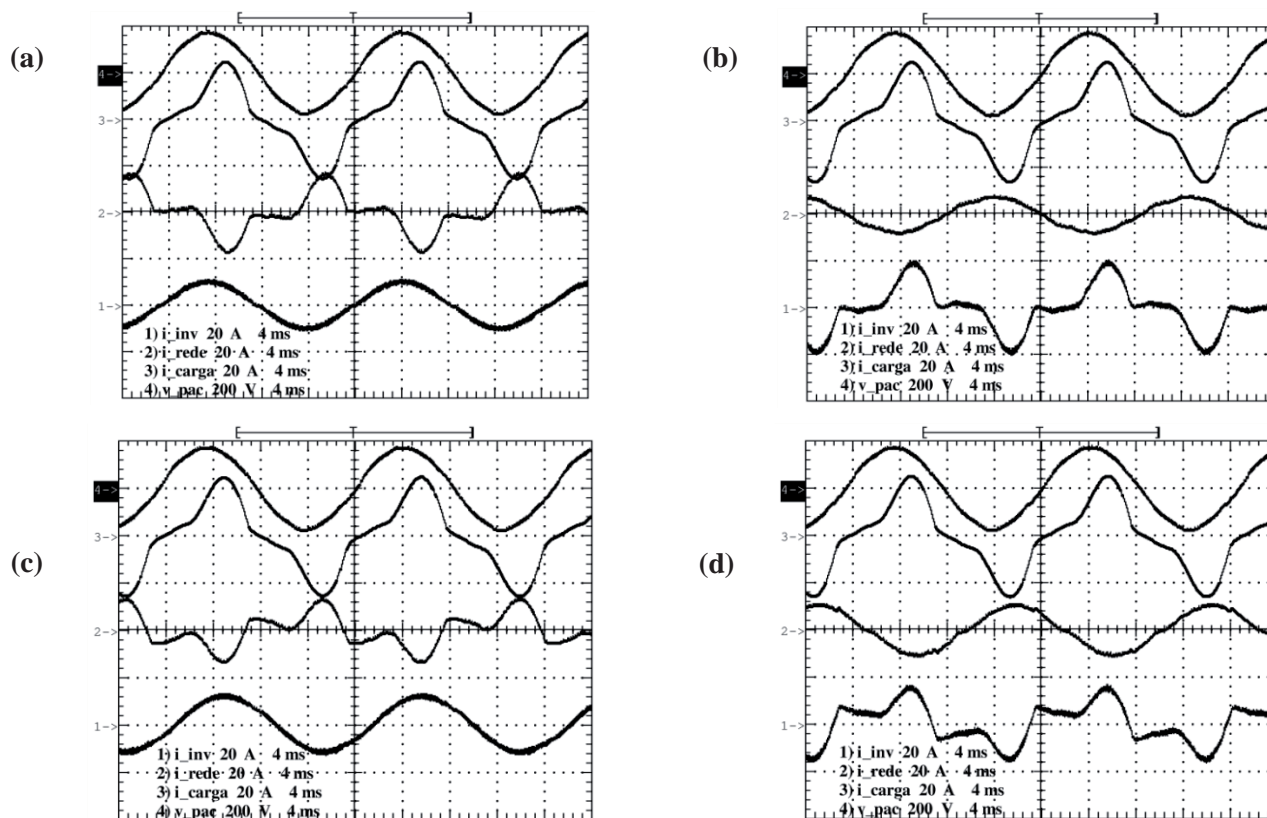 (a)
4->
3->
2->
1->
1) i_inv 20 A 4 ms
2) i_rede 20 A 4 ms
3) i_carga 20 A 4 ms
4) v_pac 200 V 4 ms
(b)
4->
3->
2->
1->
1) i_inv 20 A 4 ms
2) i_rede 20 A 4 ms
3) i_carga 20 A 4 ms
4) v_pac 200 V 4 ms
(c)
4->
3->
2->
1->
1) i_inv 20 A 4 ms
2) i_rede 20 A 4 ms
3) i_carga 20 A 4 ms
4) v_pac 200 V 4 ms
(d)
4->
3->
2->
1->
1) i_inv 20 A 4 ms
2) i_rede 20 A 4 ms
3) i_carga 20 A 4 ms
4) v_pac 200 V 4 ms